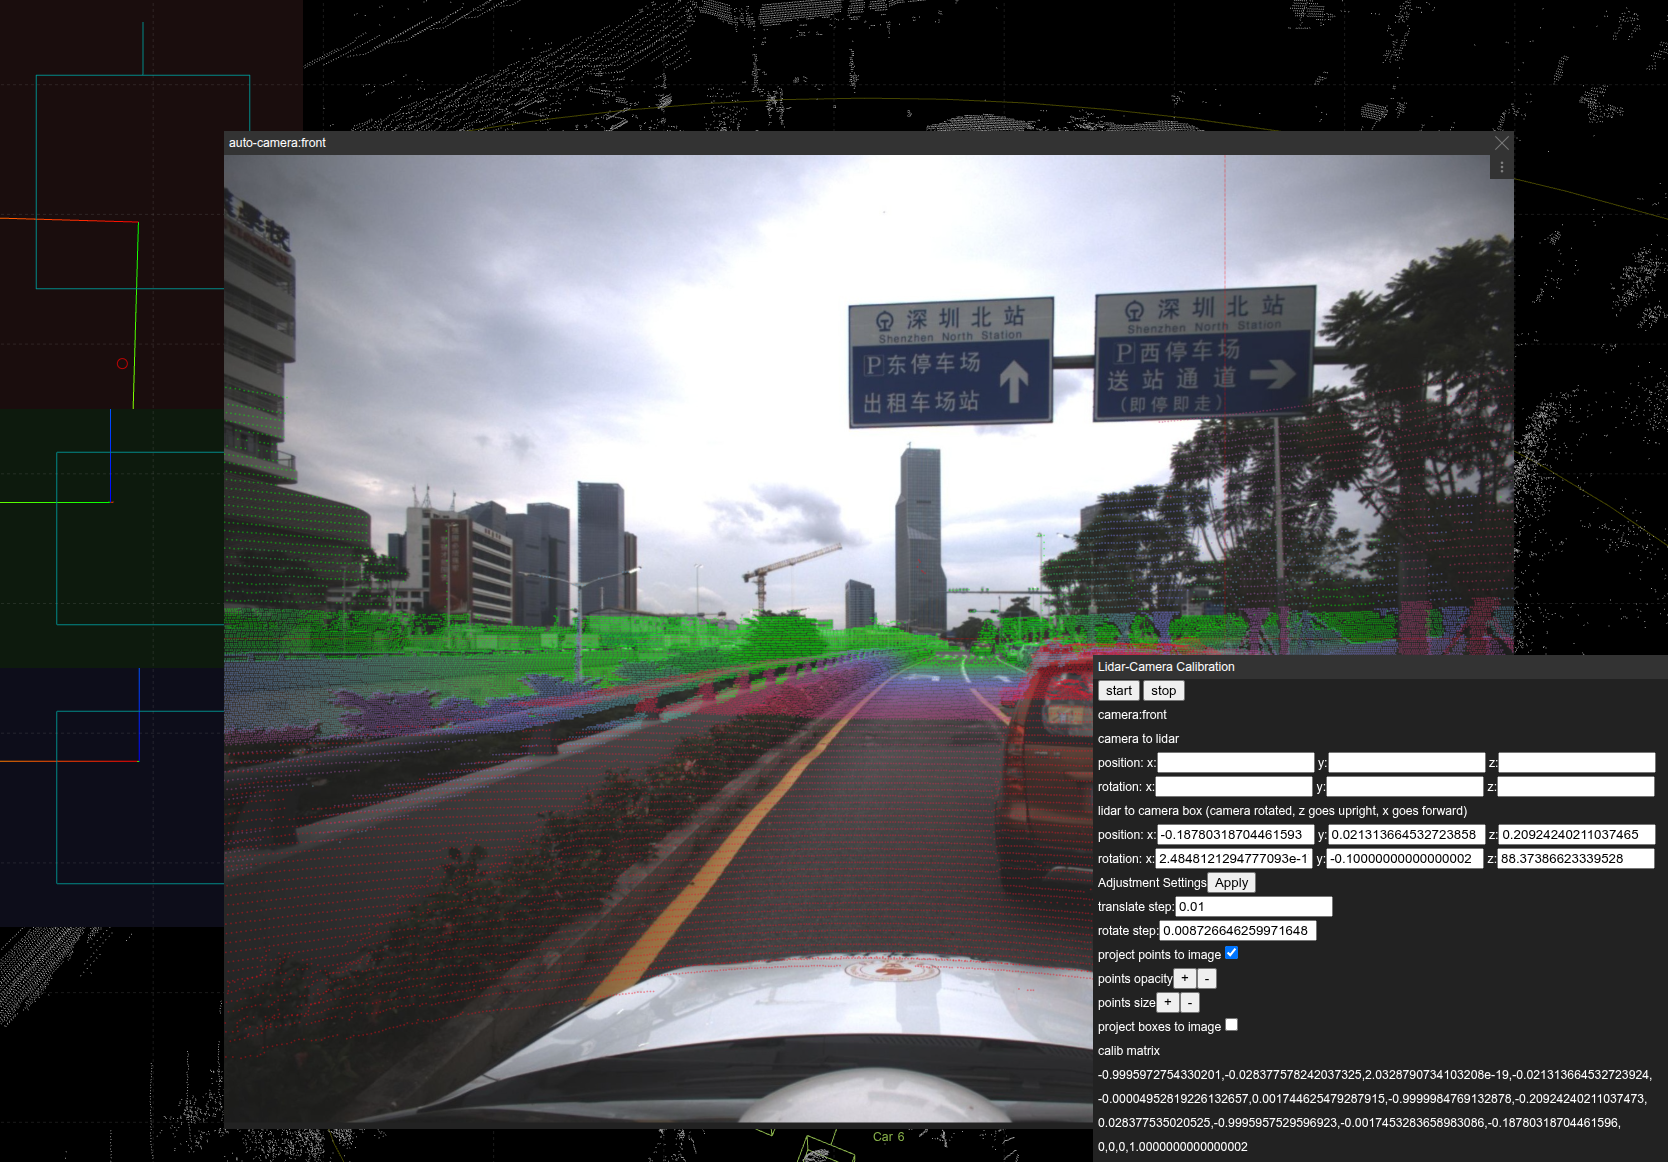 auto-camera:front
深圳北站
Shenzhen North Station
P东停车场
出租车场站
深圳北站
Shenzhen North Station
P西停车场
送站通道
(即停即走)
Lidar-Camera Calibration
start stop
camera:front
camera to lidar
position: x: y: z:
rotation: x: y: z:
lidar to camera box (camera rotated, z goes upright, x goes forward)
position: x: -0.18780318704461593 y: 0.021313664532723858 z: 0.20924240211037465
rotation: x: 2.4848121294777093e-1 y: -0.10000000000000002 z: 88.37386623339528
Adjustment Settings Apply
translate step: 0.01
rotate step: 0.008726646259971648
project points to image
points opacity + -
points size + -
project boxes to image
calib matrix
-0.9995972754330201,-0.028377578242037325,2.0328790734103208e-19,-0.021313664532723924,
-0.00004952819226132657,0.001744625479287915,-0.9999984769132878,-0.20924240211037473,
0.028377535020525,-0.9995957529596923,-0.0017453283658983086,-0.18780318704461596,
0,0,0,1.0000000000000002
Car 6